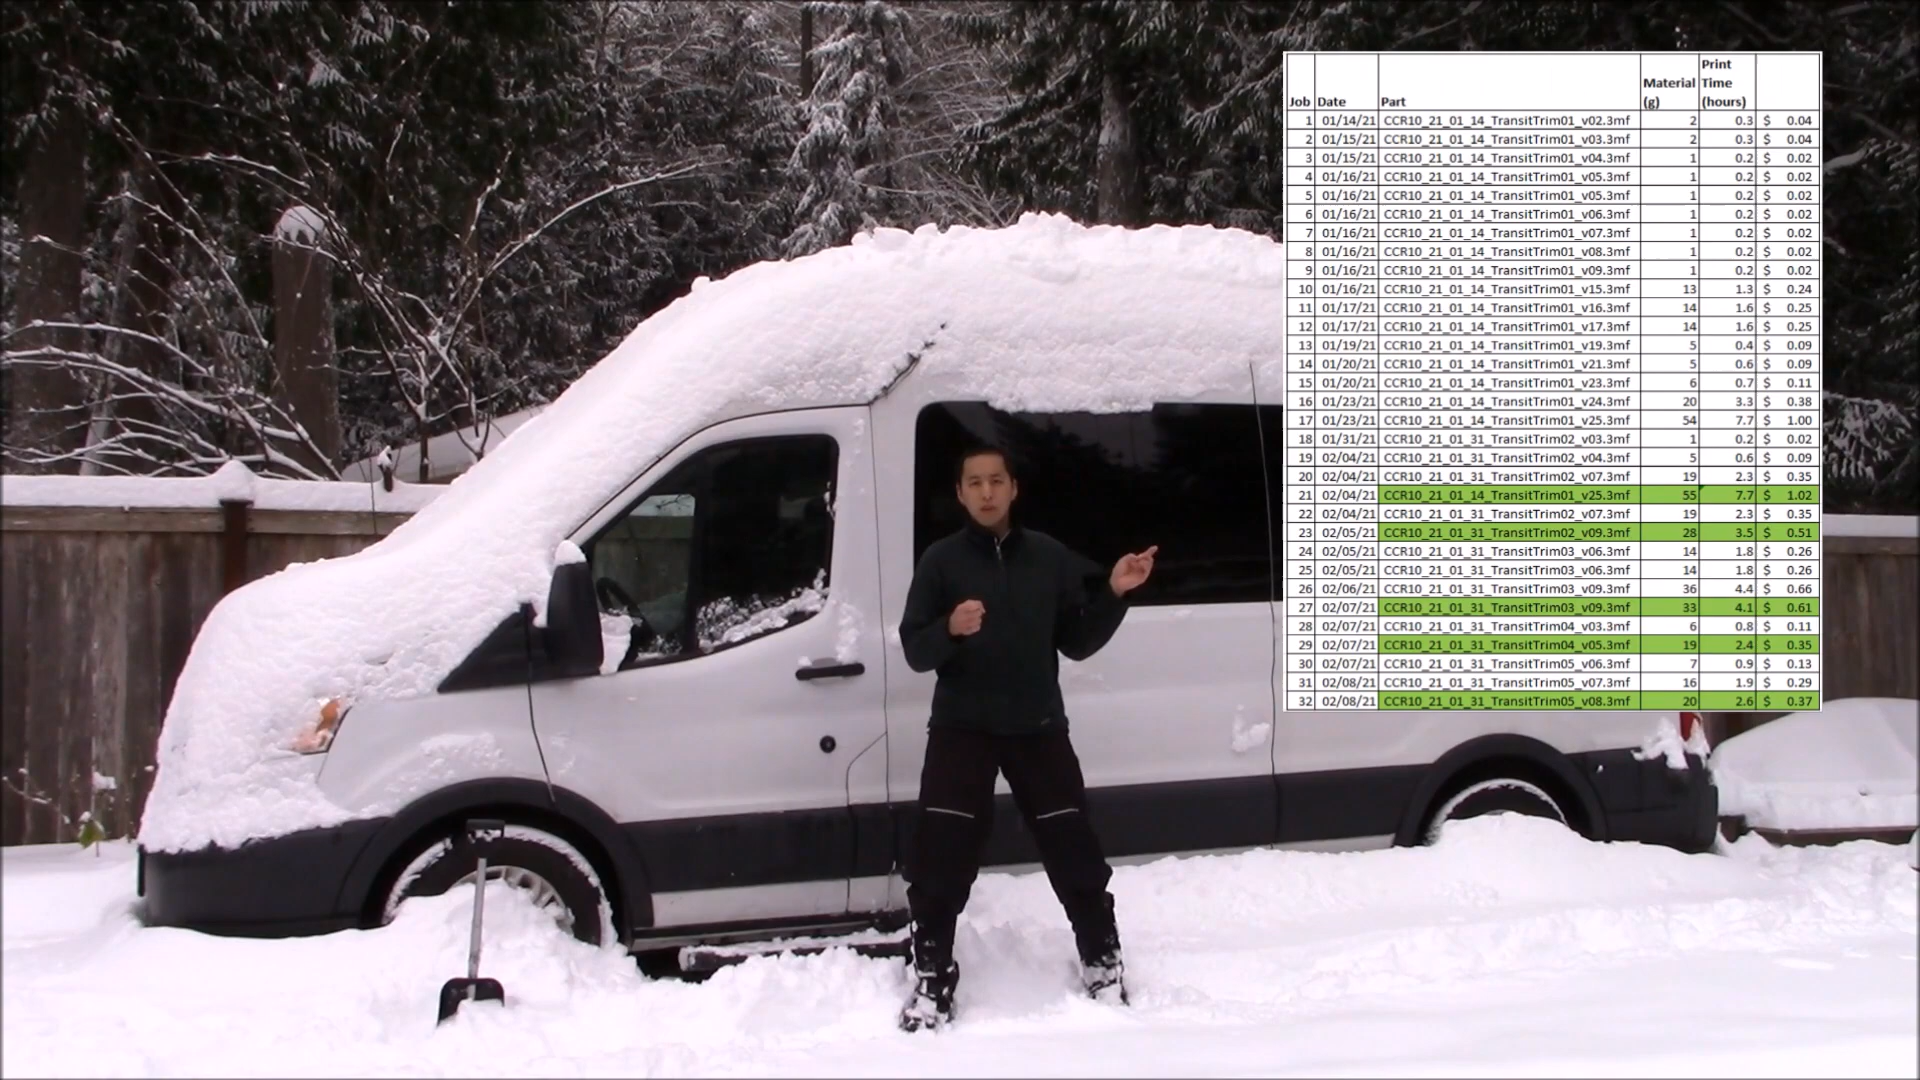 Job Date Part Material (g) Print Time (hours)
1 01/14/21 CCR10_21_01_14_TransitTrim01_v02.3mf 2 0.3 $ 0.04
2 01/15/21 CCR10_21_01_14_TransitTrim01_v03.3mf 2 0.3 $ 0.04
3 01/15/21 CCR10_21_01_14_TransitTrim01_v04.3mf 1 0.2 $ 0.02
4 01/16/21 CCR10_21_01_14_TransitTrim01_v05.3mf 1 0.2 $ 0.02
5 01/16/21 CCR10_21_01_14_TransitTrim01_v05.3mf 1 0.2 $ 0.02
6 01/16/21 CCR10_21_01_14_TransitTrim01_v06.3mf 1 0.2 $ 0.02
7 01/16/21 CCR10_21_01_14_TransitTrim01_v07.3mf 1 0.2 $ 0.02
8 01/16/21 CCR10_21_01_14_TransitTrim01_v08.3mf 1 0.2 $ 0.02
9 01/16/21 CCR10_21_01_14_TransitTrim01_v09.3mf 1 0.2 $ 0.02
10 01/16/21 CCR10_21_01_14_TransitTrim01_v15.3mf 13 1.3 $ 0.24
11 01/17/21 CCR10_21_01_14_TransitTrim01_v16.3mf 14 1.6 $ 0.25
12 01/17/21 CCR10_21_01_14_TransitTrim01_v17.3mf 14 1.6 $ 0.25
13 01/19/21 CCR10_21_01_14_TransitTrim01_v19.3mf 5 0.4 $ 0.09
14 01/20/21 CCR10_21_01_14_TransitTrim01_v21.3mf 5 0.6 $ 0.09
15 01/20/21 CCR10_21_01_14_TransitTrim01_v23.3mf 6 0.7 $ 0.11
16 01/23/21 CCR10_21_01_14_TransitTrim01_v24.3mf 20 3.3 $ 0.38
17 01/23/21 CCR10_21_01_14_TransitTrim01_v25.3mf 54 7.7 $ 1.00
18 01/31/21 CCR10_21_01_31_TransitTrim02_v03.3mf 1 0.2 $ 0.02
19 02/04/21 CCR10_21_01_31_TransitTrim02_v04.3mf 5 0.6 $ 0.09
20 02/04/21 CCR10_21_01_31_TransitTrim02_v07.3mf 19 2.3 $ 0.35
21 02/04/21 CCR10_21_01_14_TransitTrim01_v25.3mf 55 7.7 $ 1.02
22 02/04/21 CCR10_21_01_31_TransitTrim02_v07.3mf 19 2.3 $ 0.35
23 02/05/21 CCR10_21_01_31_TransitTrim02_v09.3mf 28 3.5 $ 0.51
24 02/05/21 CCR10_21_01_31_TransitTrim03_v06.3mf 14 1.8 $ 0.26
25 02/05/21 CCR10_21_01_31_TransitTrim03_v06.3mf 14 1.8 $ 0.26
26 02/06/21 CCR10_21_01_31_TransitTrim03_v09.3mf 36 4.4 $ 0.66
27 02/07/21 CCR10_21_01_31_TransitTrim03_v09.3mf 33 4.1 $ 0.61
28 02/07/21 CCR10_21_01_31_TransitTrim04_v03.3mf 6 0.8 $ 0.11
29 02/07/21 CCR10_21_01_31_TransitTrim04_v05.3mf 19 2.4 $ 0.35
30 02/07/21 CCR10_21_01_31_TransitTrim05_v06.3mf 7 0.9 $ 0.13
31 02/08/21 CCR10_21_01_31_TransitTrim05_v07.3mf 16 1.9 $ 0.29
32 02/08/21 CCR10_21_01_31_TransitTrim05_v08.3mf 20 2.6 $ 0.37